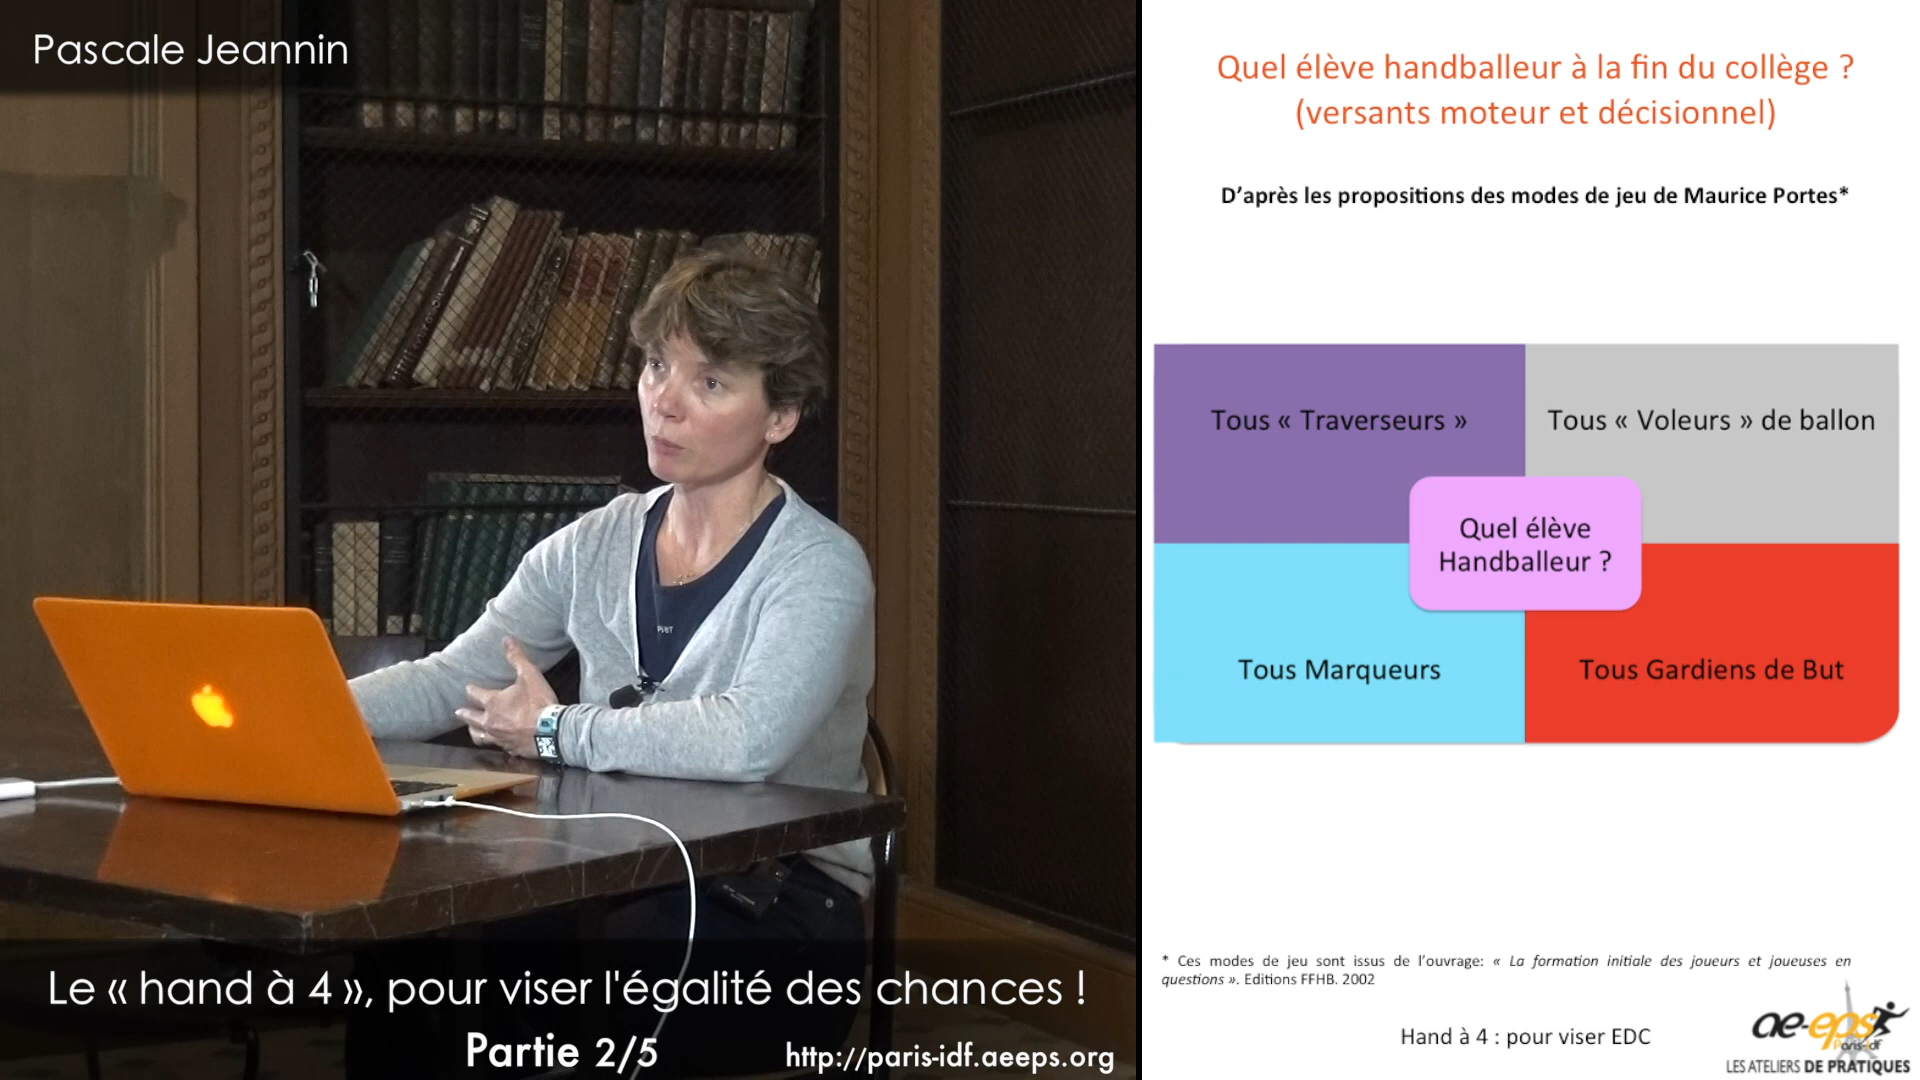 Pascale Jeannin
Le « hand à 4 », pour viser l'égalité des chances !
Partie 2/5
http://paris-idf.aeeps.org
Quel élève handballeur à la fin du collège ?
(versants moteur et décisionnel)
D’après les propositions des modes de jeu de Maurice Portes*
Tous « Traverseurs »
Tous « Voleurs » de ballon
Quel élève
Handballeur ?
Tous Marqueurs
Tous Gardiens de But
* Ces modes de jeu sont issus de l’ouvrage: « La formation initiale des joueurs et joueuses en
questions ». Editions FFHB. 2002
Hand à 4 : pour viser EDC
ae-eps
Paris-idf
LES ATELIERS DE PRATIQUES